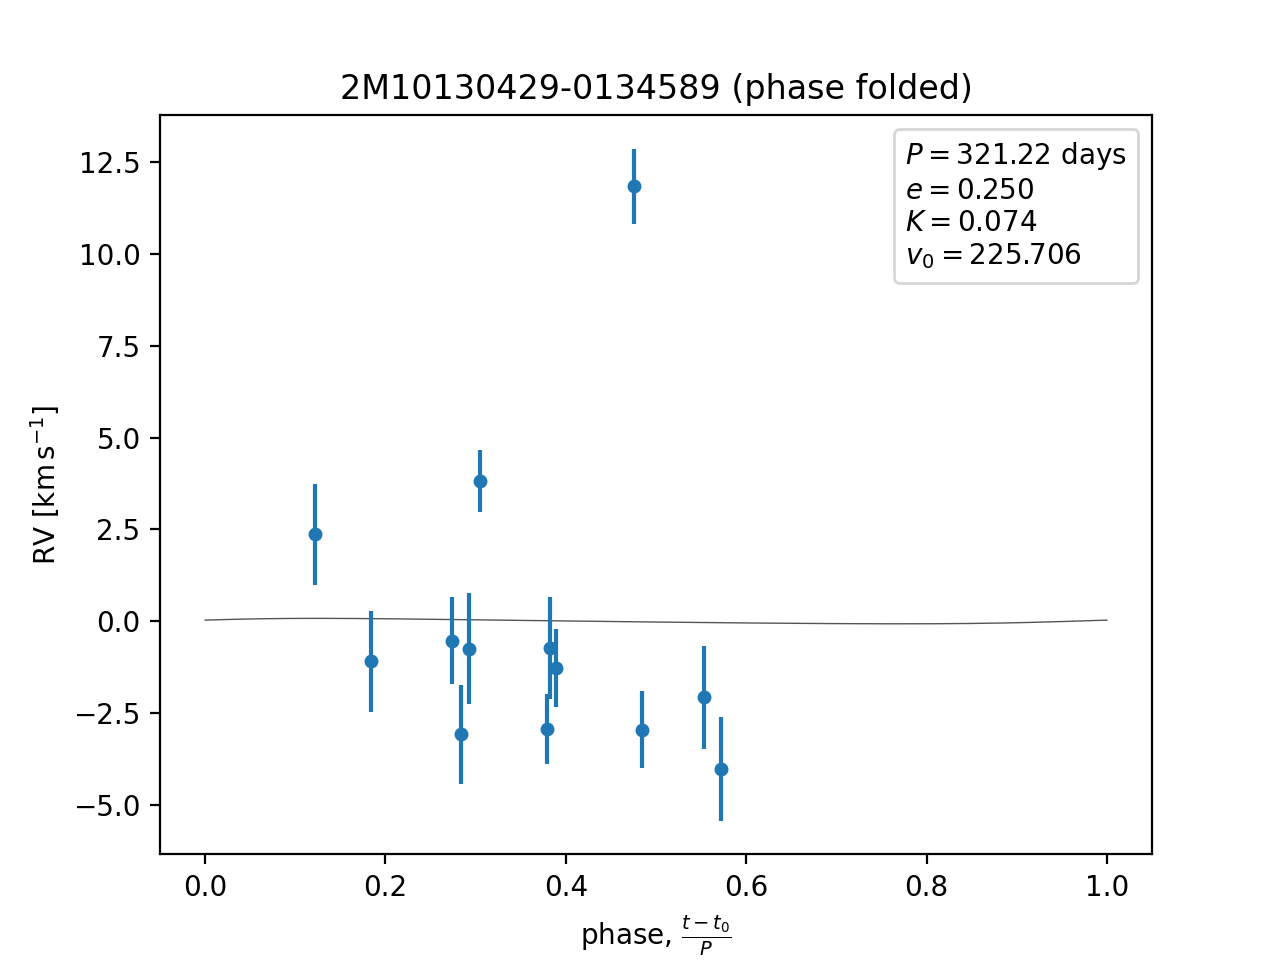 2M10130429-0134589 (phase folded)
P = 321.22 days
e = 0.250
K = 0.074
v₀ = 225.706
12.5
10.0
7.5
5.0
2.5
0.0
−2.5
−5.0
RV [km s⁻¹]
0.0 0.2 0.4 0.6 0.8 1.0
phase, (t − t₀)/P